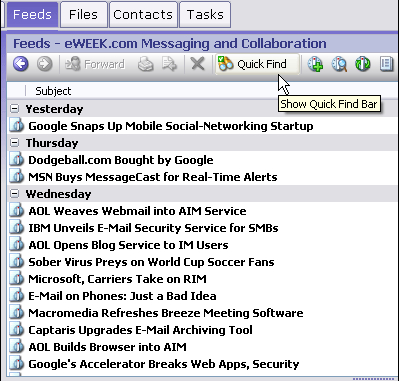 Feeds Files Contacts Tasks
Feeds - eWEEK.com Messaging and Collaboration
Forward Quick Find
Subject
Show Quick Find Bar
Yesterday
Google Snaps Up Mobile Social-Networking Startup
Thursday
Dodgeball.com Bought by Google
MSN Buys MessageCast for Real-Time Alerts
Wednesday
AOL Weaves Webmail into AIM Service
IBM Unveils E-Mail Security Service for SMBs
AOL Opens Blog Service to IM Users
Sober Virus Preys on World Cup Soccer Fans
Microsoft, Carriers Take on RIM
E-Mail on Phones: Just a Bad Idea
Macromedia Refreshes Breeze Meeting Software
Captaris Upgrades E-Mail Archiving Tool
AOL Builds Browser into AIM
Google's Accelerator Breaks Web Apps, Security